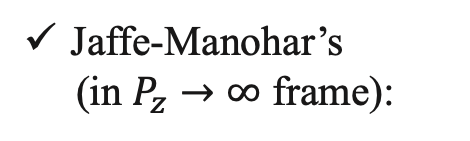 ✓ Jaffe-Manohar's
(in P_z → ∞ frame):